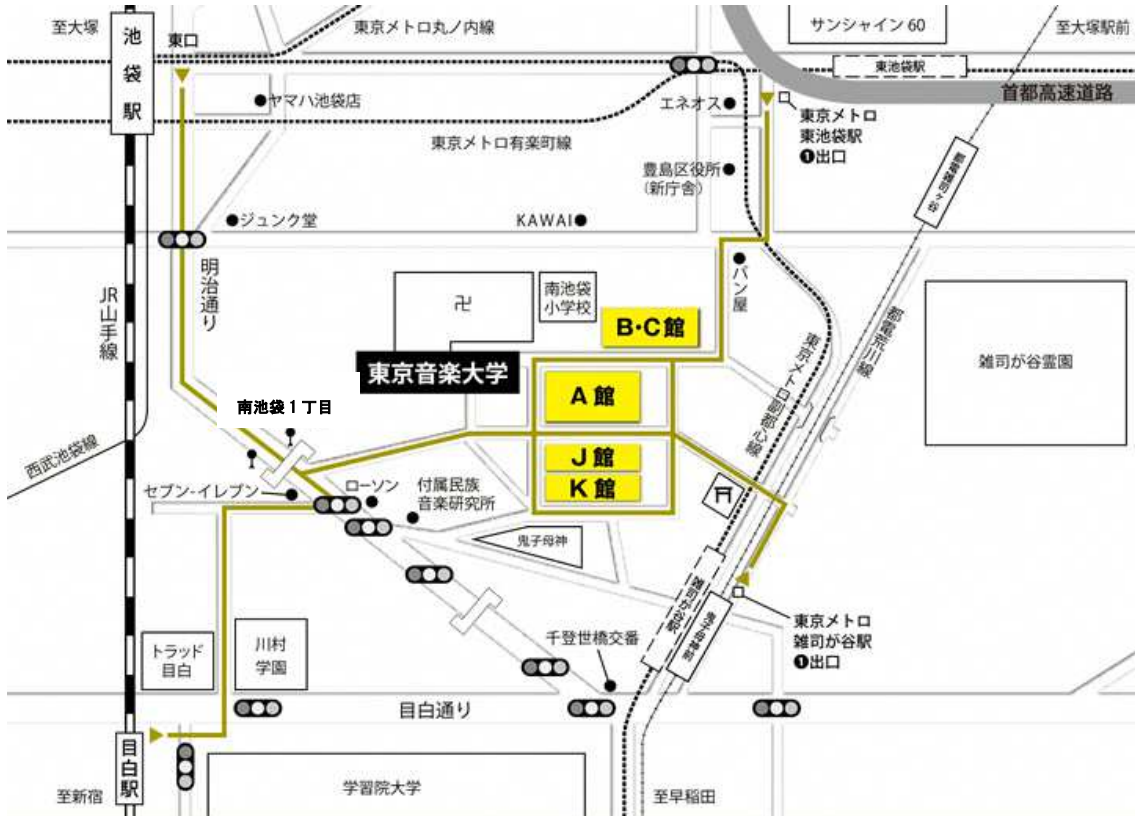 至大塚
池袋駅
東口
東京メトロ丸ノ内線
サンシャイン60
至大塚駅前
東池袋駅
首都高速道路
ヤマハ池袋店
エネオス
東京メトロ
東池袋駅
❶出口
東京メトロ有楽町線
豊島区役所
（新庁舎）
都電雑司ヶ谷
ジュンク堂
KAWAI
明治通り
JR山手線
卍
南池袋
小学校
B・C館
パン屋
都電荒川線
東京メトロ副都心線
雑司が谷霊園
東京音楽大学
A館
南池袋1丁目
西武池袋線
J館
K館
セブン-イレブン
ローソン
付属民族
音楽研究所
鬼子母神
雑司が谷駅
鬼子母神前
東京メトロ
雑司が谷駅
❶出口
トラッド
目白
川村
学園
千登世橋交番
目白通り
目白駅
至新宿
学習院大学
至早稲田